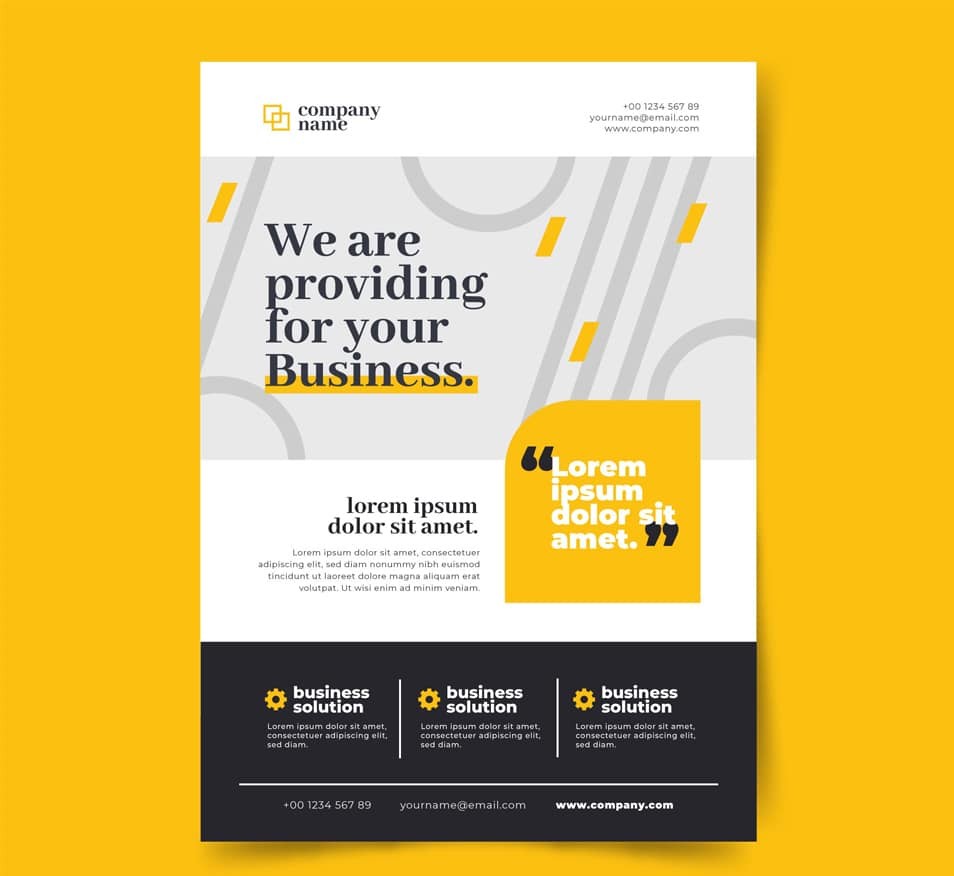 company
name
+00 1234 567 89
yourname@email.com
www.company.com
We are
providing
for your
Business.
“Lorem
ipsum
dolor sit
amet.”
lorem ipsum
dolor sit amet.
Lorem ipsum dolor sit amet, consectetuer
adipiscing elit, sed diam nonummy nibh euismod
tincidunt ut laoreet dolore magna aliquam erat
volutpat. Ut wisi enim ad minim veniam.
business
solution
Lorem ipsum dolor sit amet,
consectetuer adipiscing elit,
sed diam.
business
solution
Lorem ipsum dolor sit amet,
consectetuer adipiscing elit,
sed diam.
business
solution
Lorem ipsum dolor sit amet,
consectetuer adipiscing elit,
sed diam.
+00 1234 567 89
yourname@email.com
www.company.com